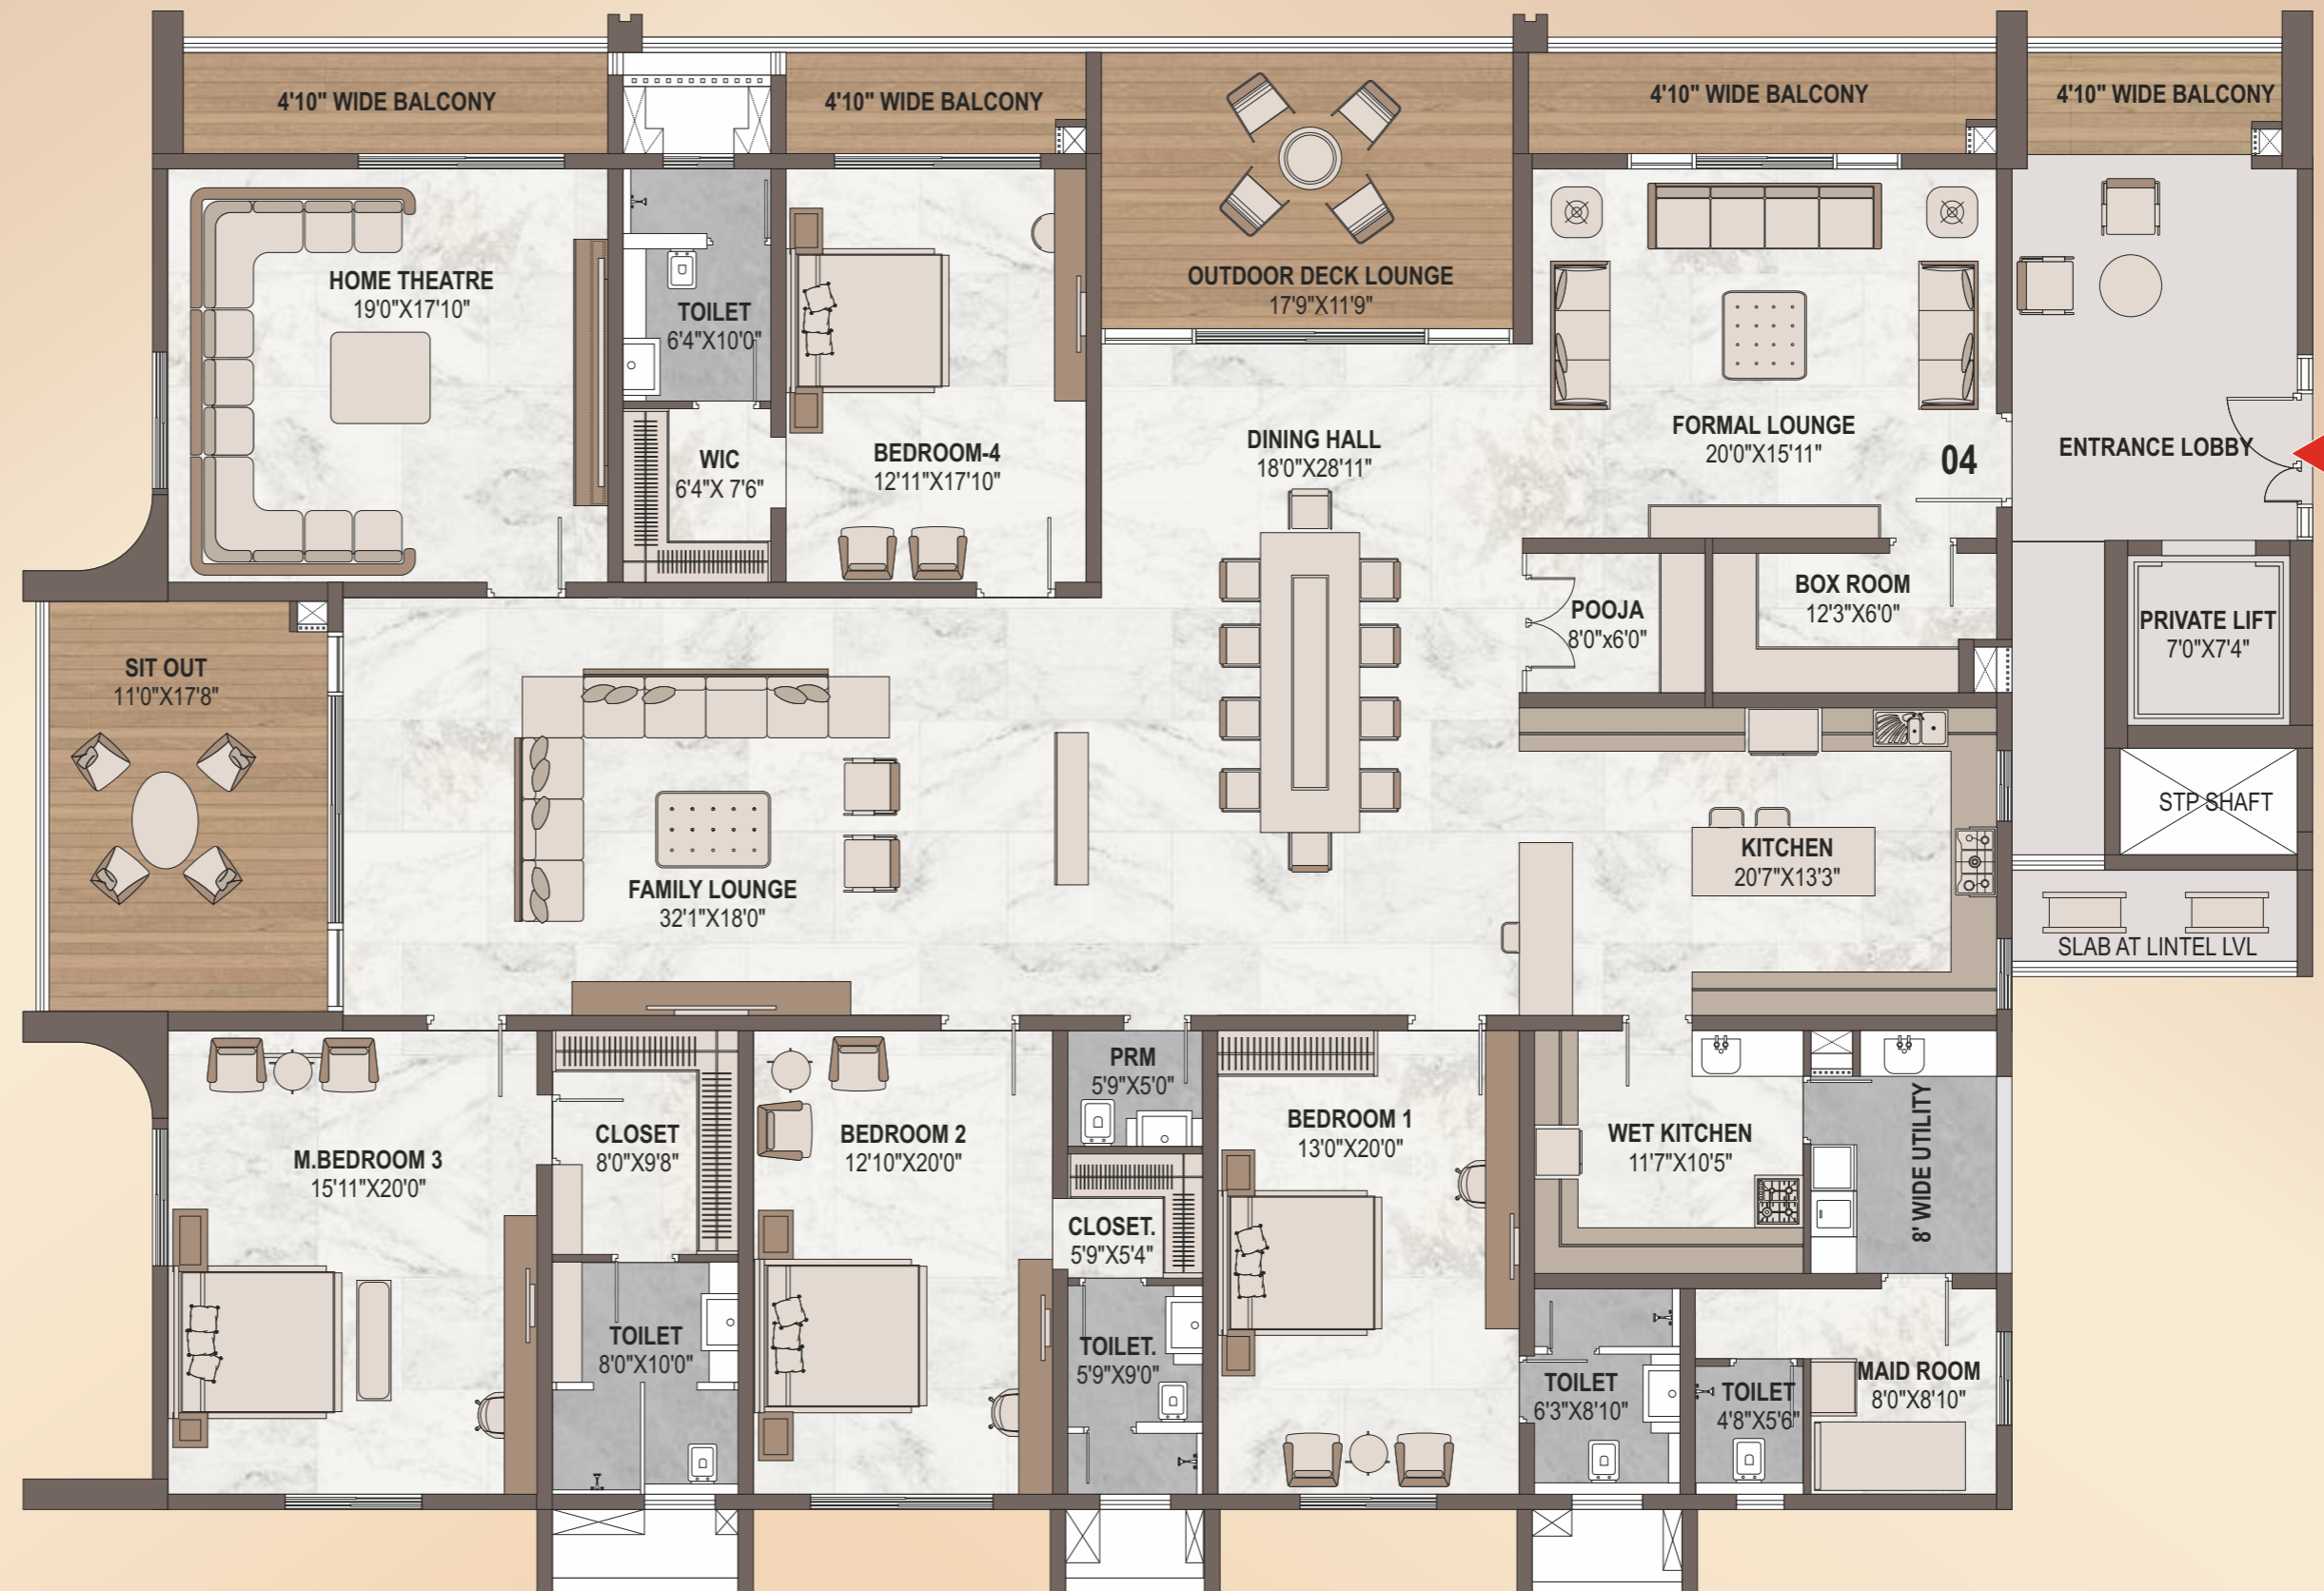 4'10" WIDE BALCONY
4'10" WIDE BALCONY
4'10" WIDE BALCONY
4'10" WIDE BALCONY
HOME THEATRE
19'0"X17'10"
TOILET
6'4"X10'0"
WIC
6'4"X 7'6"
BEDROOM-4
12'11"X17'10"
OUTDOOR DECK LOUNGE
17'9"X11'9"
DINING HALL
18'0"X28'11"
FORMAL LOUNGE
20'0"X15'11"
04
ENTRANCE LOBBY
POOJA
8'0"x6'0"
BOX ROOM
12'3"X6'0"
PRIVATE LIFT
7'0"X7'4"
SIT OUT
11'0"X17'8"
STP SHAFT
FAMILY LOUNGE
32'1"X18'0"
KITCHEN
20'7"X13'3"
SLAB AT LINTEL LVL
M.BEDROOM 3
15'11"X20'0"
CLOSET
8'0"X9'8"
BEDROOM 2
12'10"X20'0"
PRM
5'9"X5'0"
CLOSET.
5'9"X5'4"
BEDROOM 1
13'0"X20'0"
WET KITCHEN
11'7"X10'5"
8' WIDE UTILITY
TOILET
8'0"X10'0"
TOILET.
5'9"X9'0"
TOILET
6'3"X8'10"
TOILET
4'8"X5'6"
MAID ROOM
8'0"X8'10"